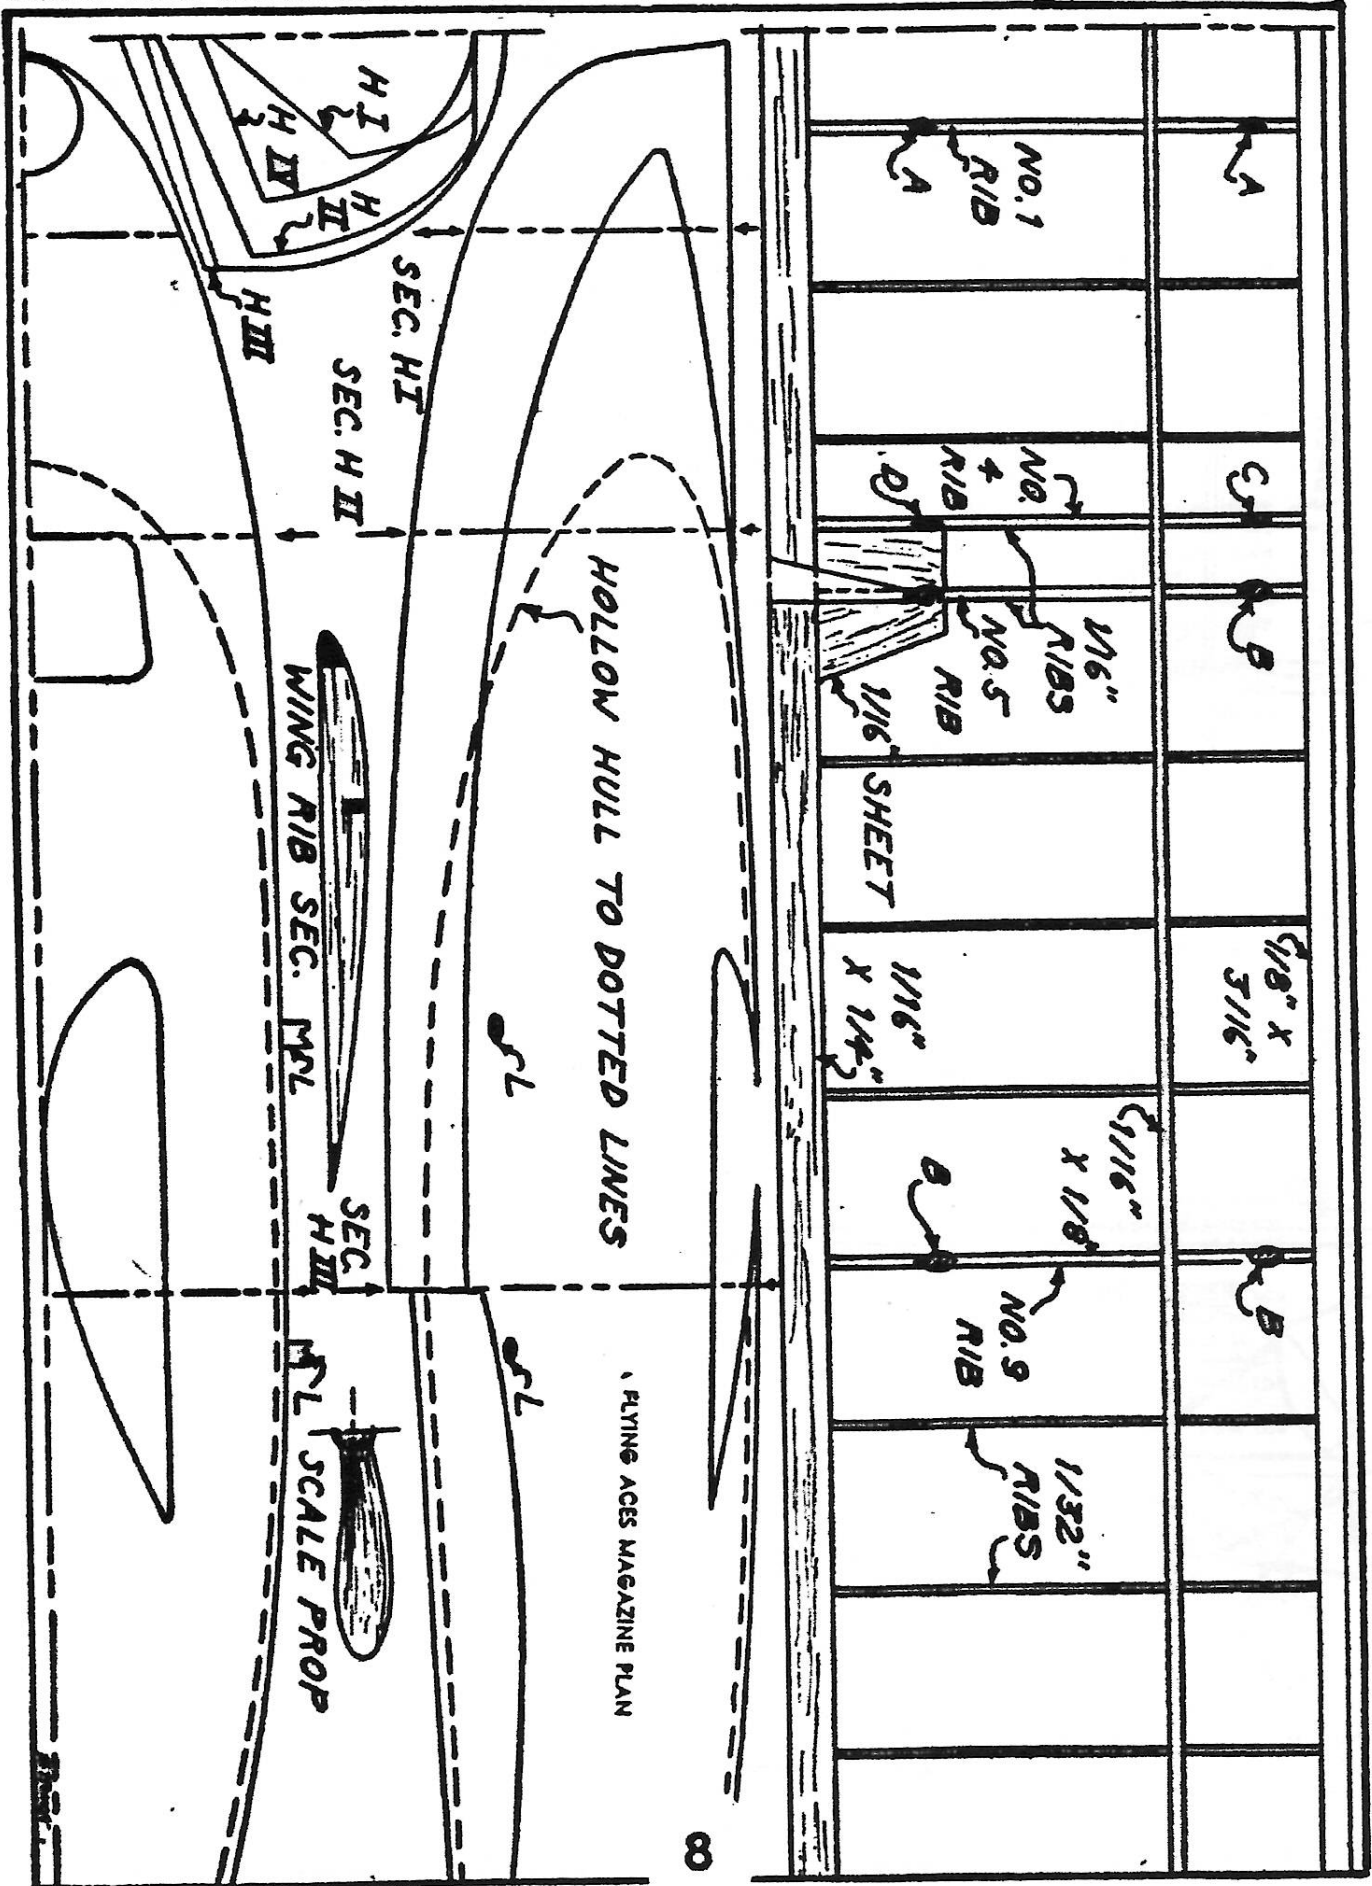 A
A
NO.1
RIB
C
NO.
4
RIB
D
B
1/16"
RIBS
NO.5
RIB
1/16" SHEET
1/8" X
3/16"
1/16"
X 1/4"
1/16"
X 1/8"
B
B
NO.9
RIB
1/32"
RIBS
H I
H IV
H
II
H III
SEC. HI
SEC. H II
HOLLOW HULL TO DOTTED LINES
WING RIB SEC.
L
L
SEC.
H III
L
L
SCALE PROP
FLYING ACES MAGAZINE PLAN
8